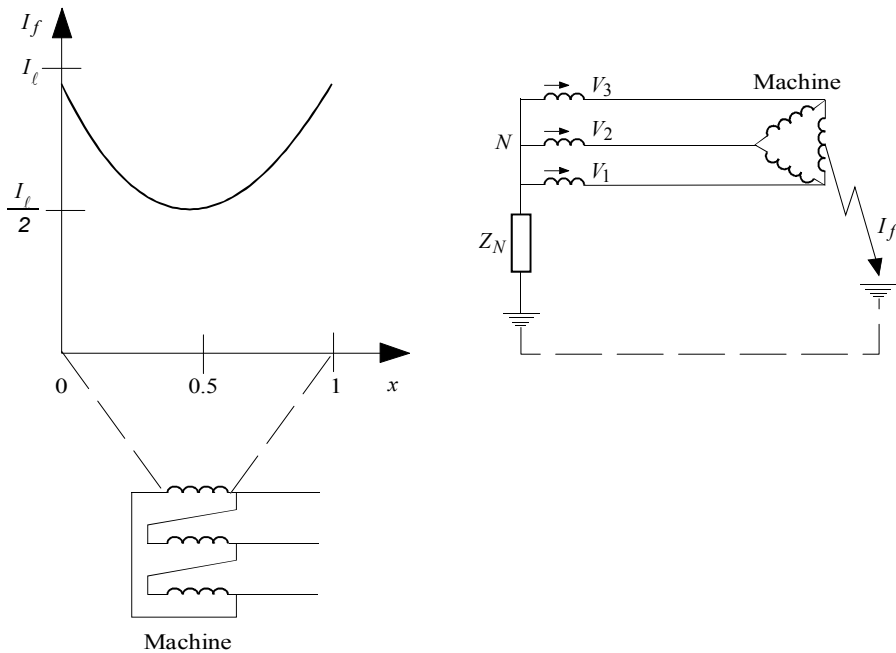 I_f
I_ℓ
I_ℓ
2
0
0.5
1
x
Machine
Machine
V_3
N
V_2
V_1
Z_N
I_f